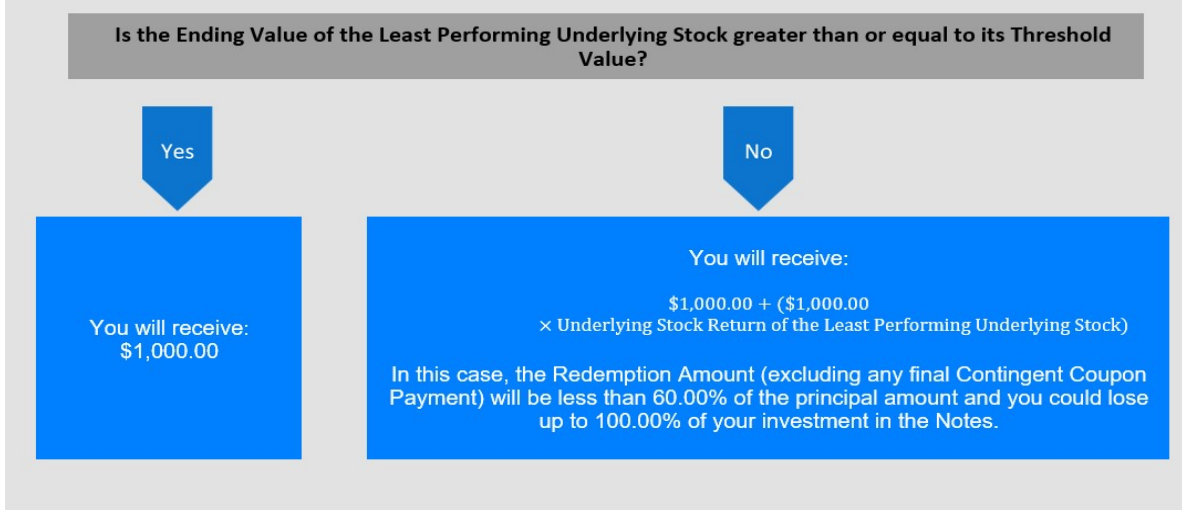 Is the Ending Value of the Least Performing Underlying Stock greater than or equal to its Threshold
Value?
Yes
No
You will receive:
$1,000.00
You will receive:
$1,000.00 + ($1,000.00
× Underlying Stock Return of the Least Performing Underlying Stock)
In this case, the Redemption Amount (excluding any final Contingent Coupon
Payment) will be less than 60.00% of the principal amount and you could lose
up to 100.00% of your investment in the Notes.